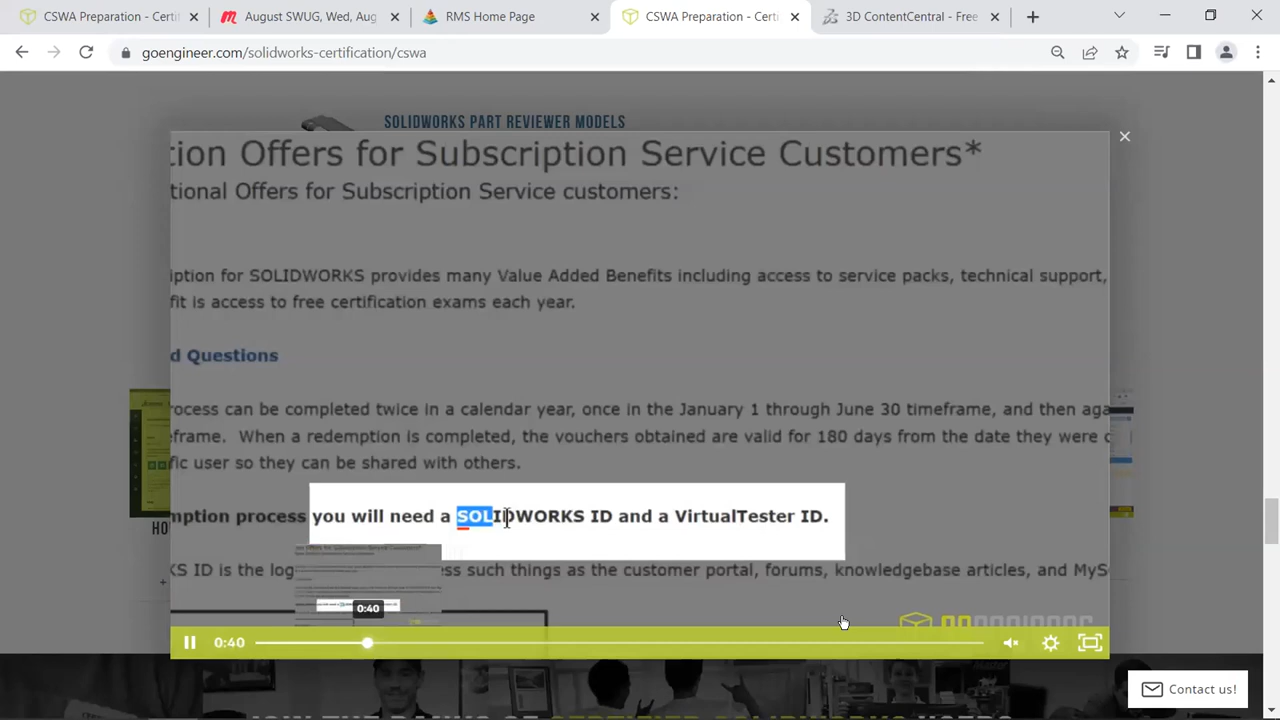 CSWA Preparation - Certif
August SWUG, Wed, Aug
RMS Home Page
CSWA Preparation - Certif
3D ContentCentral - Free
goengineer.com/solidworks-certification/cswa
SOLIDWORKS PART REVIEWER MODELS
tion Offers for Subscription Service Customers*
tional Offers for Subscription Service customers:
iption for SOLIDWORKS provides many Value Added Benefits including access to service packs, technical support,
fit is access to free certification exams each year.
d Questions
rocess can be completed twice in a calendar year, once in the January 1 through June 30 timeframe, and then aga
eframe. When a redemption is completed, the vouchers obtained are valid for 180 days from the date they were
fic user so they can be shared with others.
mption process you will need a SOLIDWORKS ID and a VirtualTester ID.
HO
KS ID is the log ess such things as the customer portal, forums, knowledgebase articles, and MyS
0:40
0:40
Contact us!